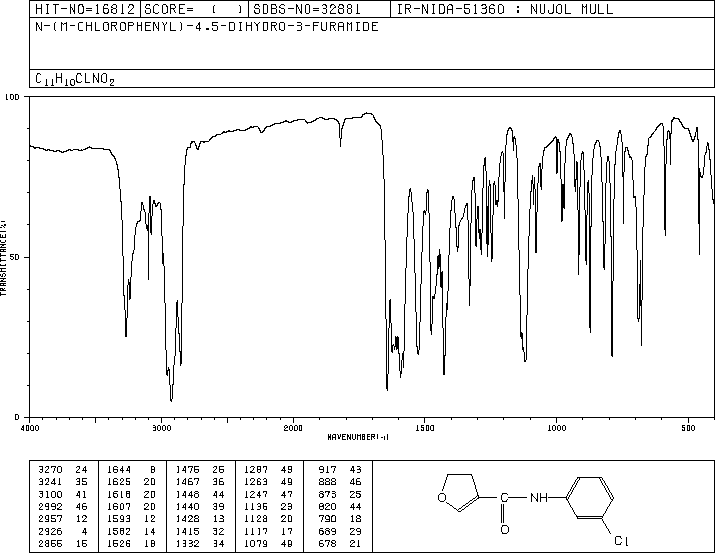 HIT-NO=16812 SCORE= ( ) SDBS-NO=32881 IR-NIDA-51360 : NUJOL MULL
N-(M-CHLOROPHENYL)-4,5-DIHYDRO-3-FURAMIDE
C11H10CLNO2
100
50
0
TRANSMITTANCE(%)
4000 3000 2000 1500 1000 500
WAVENUMBER(-1)
3270 24 1644 8 1476 26 1287 49 917 43
3241 35 1625 20 1467 36 1263 49 888 46
3100 41 1618 20 1448 44 1247 47 873 25
2992 46 1607 20 1440 39 1136 23 820 44
2957 12 1593 12 1428 13 1128 20 790 18
2926 4 1582 14 1415 32 1117 17 689 29
2855 15 1526 18 1332 34 1079 49 678 21
O
C
NH
O
Cl